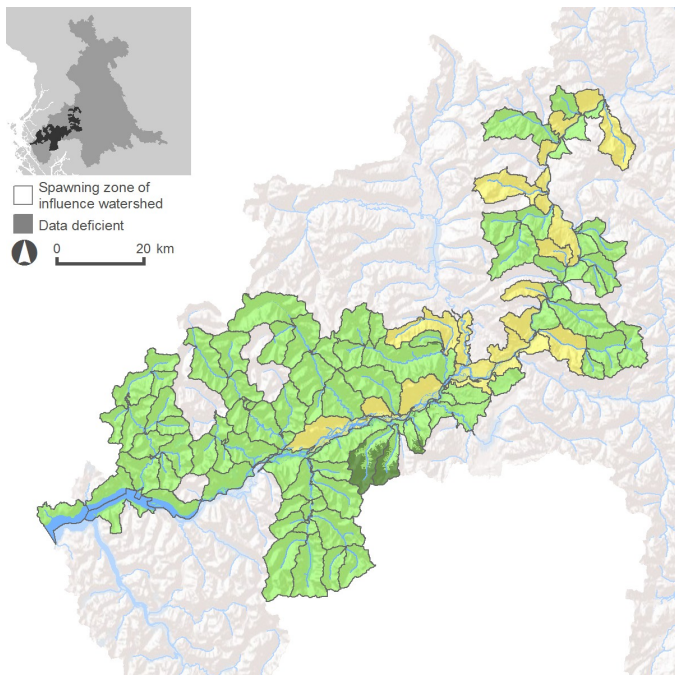 Spawning zone of
influence watershed
Data deficient
0 20 km